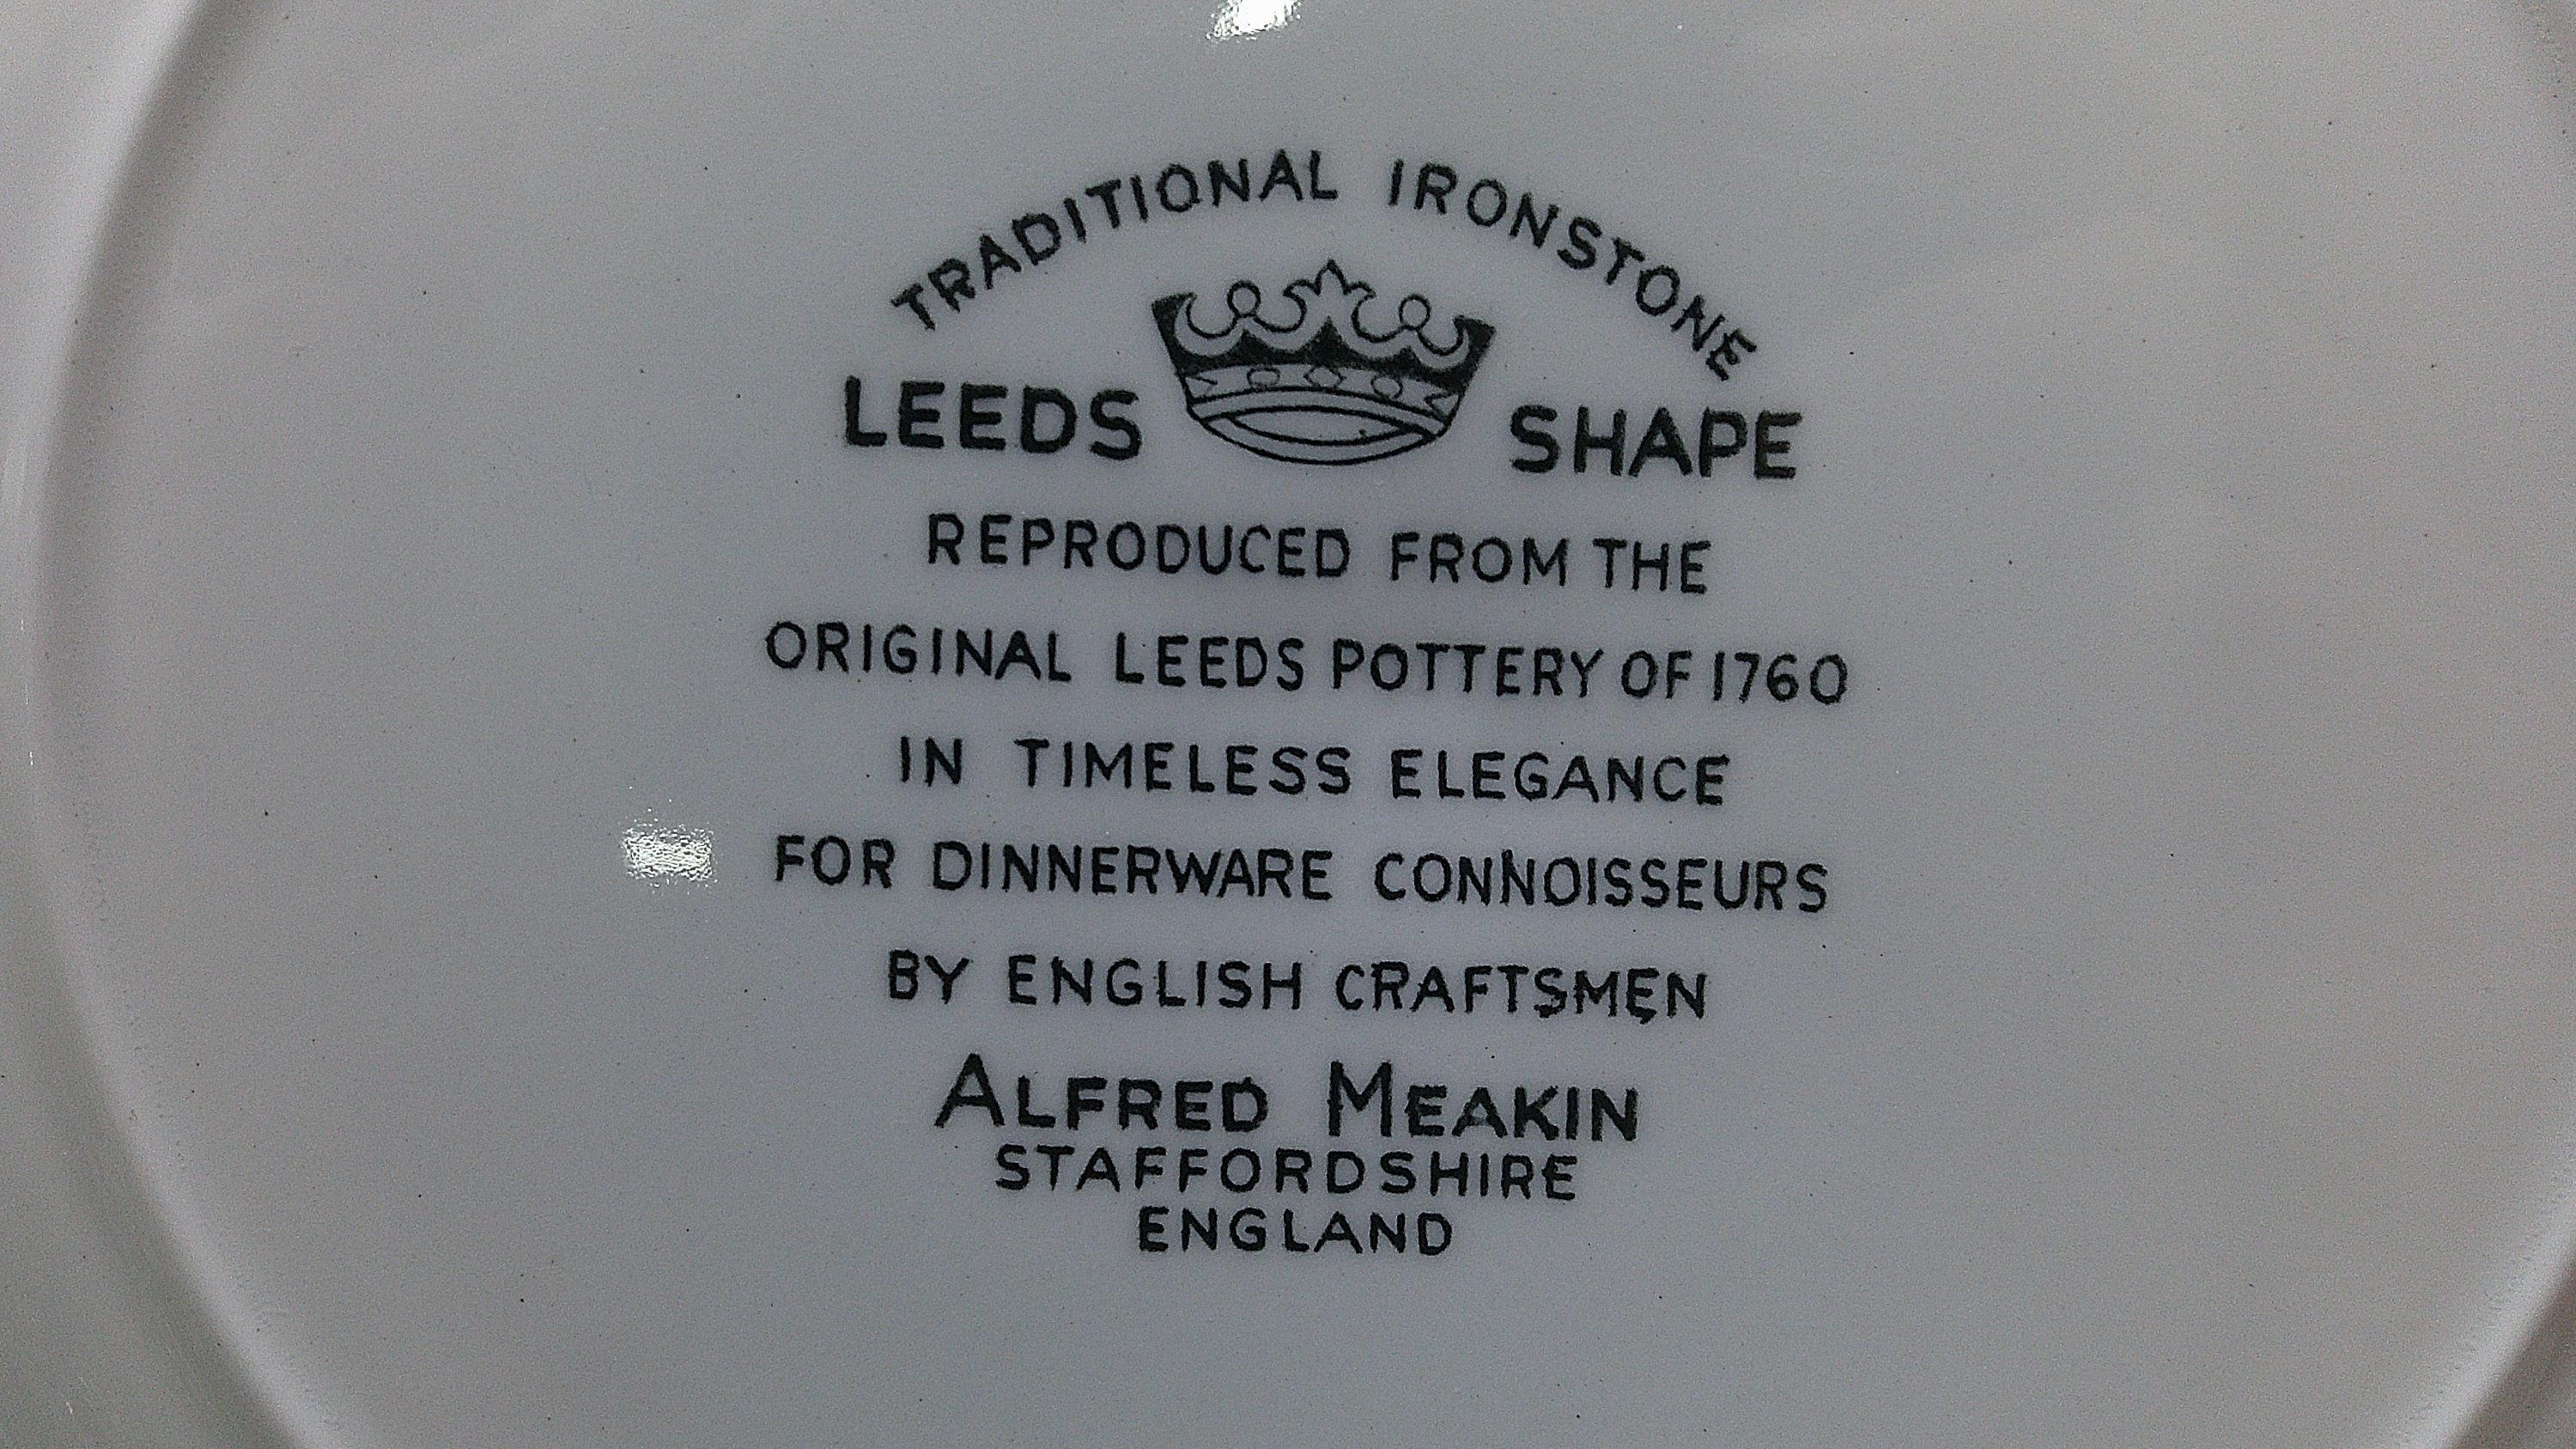 TRADITIONAL IRONSTONE
LEEDS SHAPE
REPRODUCED FROM THE
ORIGINAL LEEDS POTTERY OF 1760
IN TIMELESS ELEGANCE
FOR DINNERWARE CONNOISSEURS
BY ENGLISH CRAFTSMEN
ALFRED MEAKIN
STAFFORDSHIRE
ENGLAND